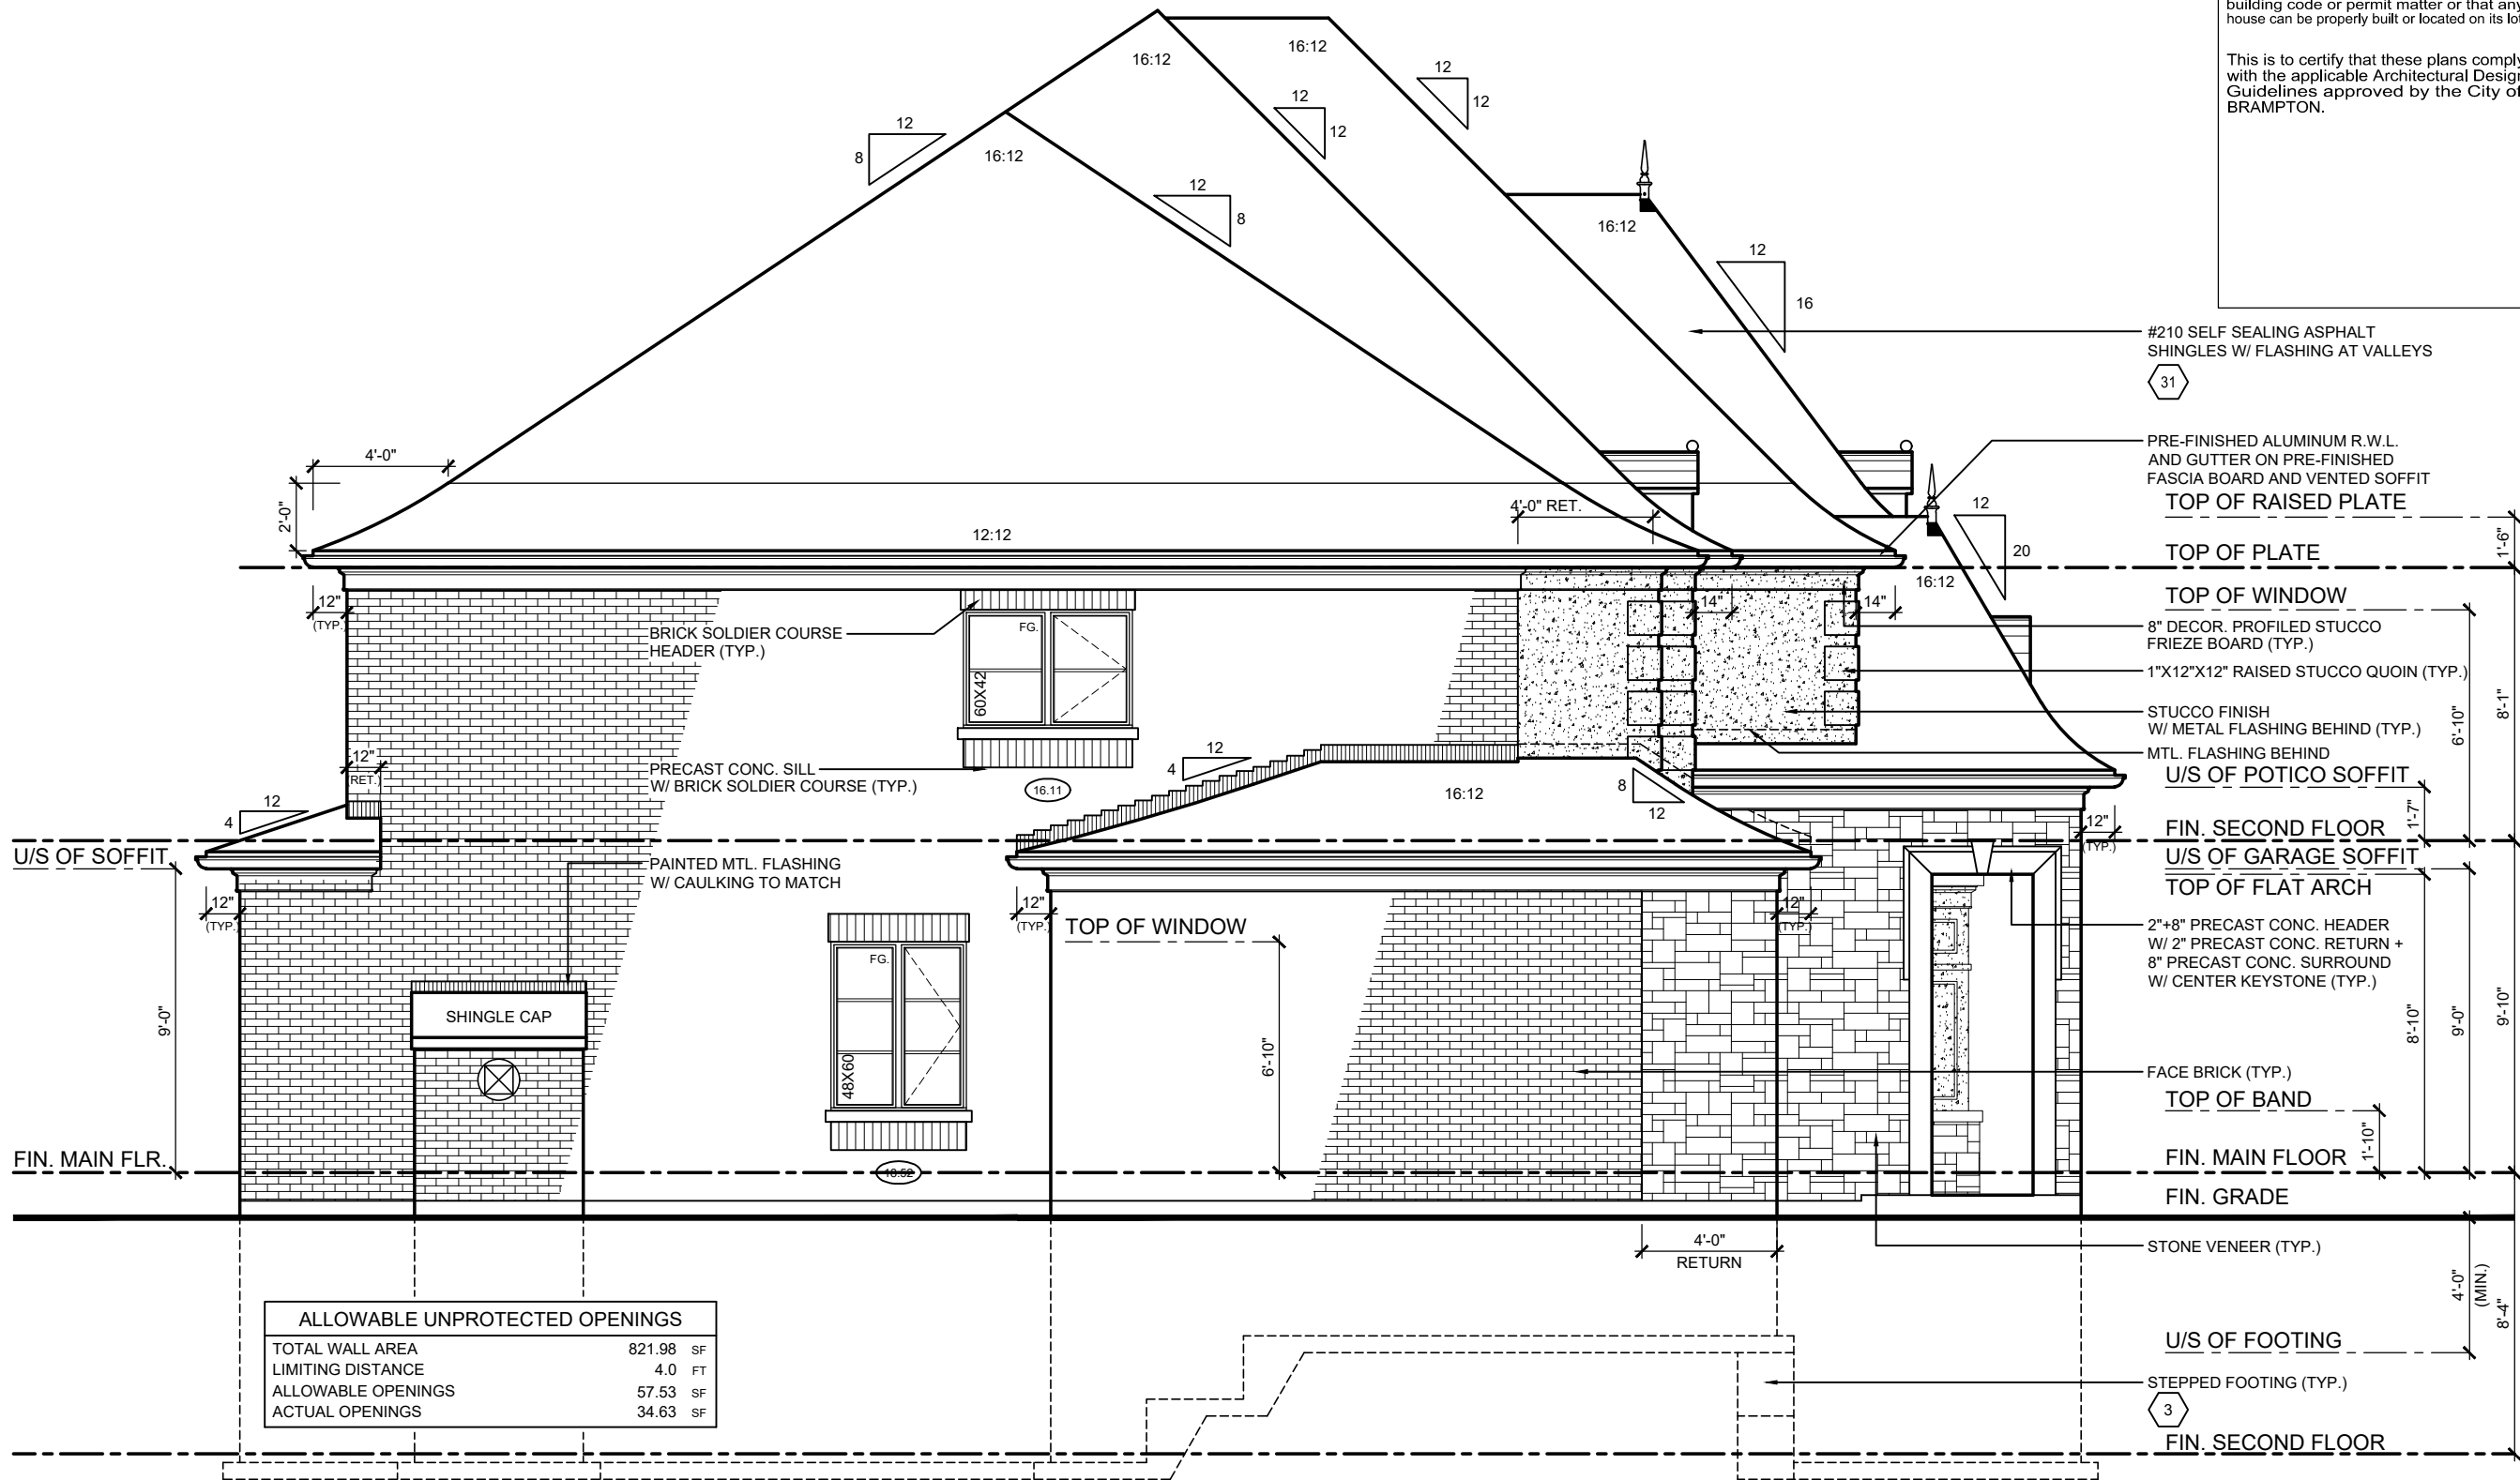 building code or permit matter or that any
house can be properly built or located on its lot
This is to certify that these plans comply
with the applicable Architectural Design
Guidelines approved by the City of
BRAMPTON.
16:12
16:12
12
12
12
12
12
8
16:12
12
8
16:12
12
16
#210 SELF SEALING ASPHALT
SHINGLES W/ FLASHING AT VALLEYS
31
PRE-FINISHED ALUMINUM R.W.L.
AND GUTTER ON PRE-FINISHED
FASCIA BOARD AND VENTED SOFFIT
4'-0"
2'-0"
12:12
4'-0" RET.
12
20
16:12
TOP OF RAISED PLATE
1'-6"
TOP OF PLATE
TOP OF WINDOW
8" DECOR. PROFILED STUCCO
FRIEZE BOARD (TYP.)
1"X12"X12" RAISED STUCCO QUOIN (TYP.)
STUCCO FINISH
W/ METAL FLASHING BEHIND (TYP.)
MTL. FLASHING BEHIND
6'-10"
8'-1"
12"
(TYP.)
BRICK SOLDIER COURSE
HEADER (TYP.)
FG.
60X42
14"
14"
12"
RET.
PRECAST CONC. SILL
W/ BRICK SOLDIER COURSE (TYP.)
16.11
12
4
16:12
8
12
12
4
U/S OF POTICO SOFFIT
1'-7"
FIN. SECOND FLOOR
12"
(TYP.)
U/S OF SOFFIT
U/S OF GARAGE SOFFIT
TOP OF FLAT ARCH
PAINTED MTL. FLASHING
W/ CAULKING TO MATCH
12"
(TYP.)
12"
(TYP.)
TOP OF WINDOW
12"
(TYP.)
2"+8" PRECAST CONC. HEADER
W/ 2" PRECAST CONC. RETURN +
8" PRECAST CONC. SURROUND
W/ CENTER KEYSTONE (TYP.)
FG.
48X60
SHINGLE CAP
9'-0"
6'-10"
8'-10"
9'-0"
9'-10"
FACE BRICK (TYP.)
TOP OF BAND
1'-10"
FIN. MAIN FLR.
FIN. MAIN FLOOR
FIN. GRADE
4'-0"
RETURN
STONE VENEER (TYP.)
4'-0"
(MIN.)
8'-4"
ALLOWABLE UNPROTECTED OPENINGS
TOTAL WALL AREA 821.98 SF
LIMITING DISTANCE 4.0 FT
ALLOWABLE OPENINGS 57.53 SF
ACTUAL OPENINGS 34.63 SF
U/S OF FOOTING
STEPPED FOOTING (TYP.)
3
FIN. SECOND FLOOR